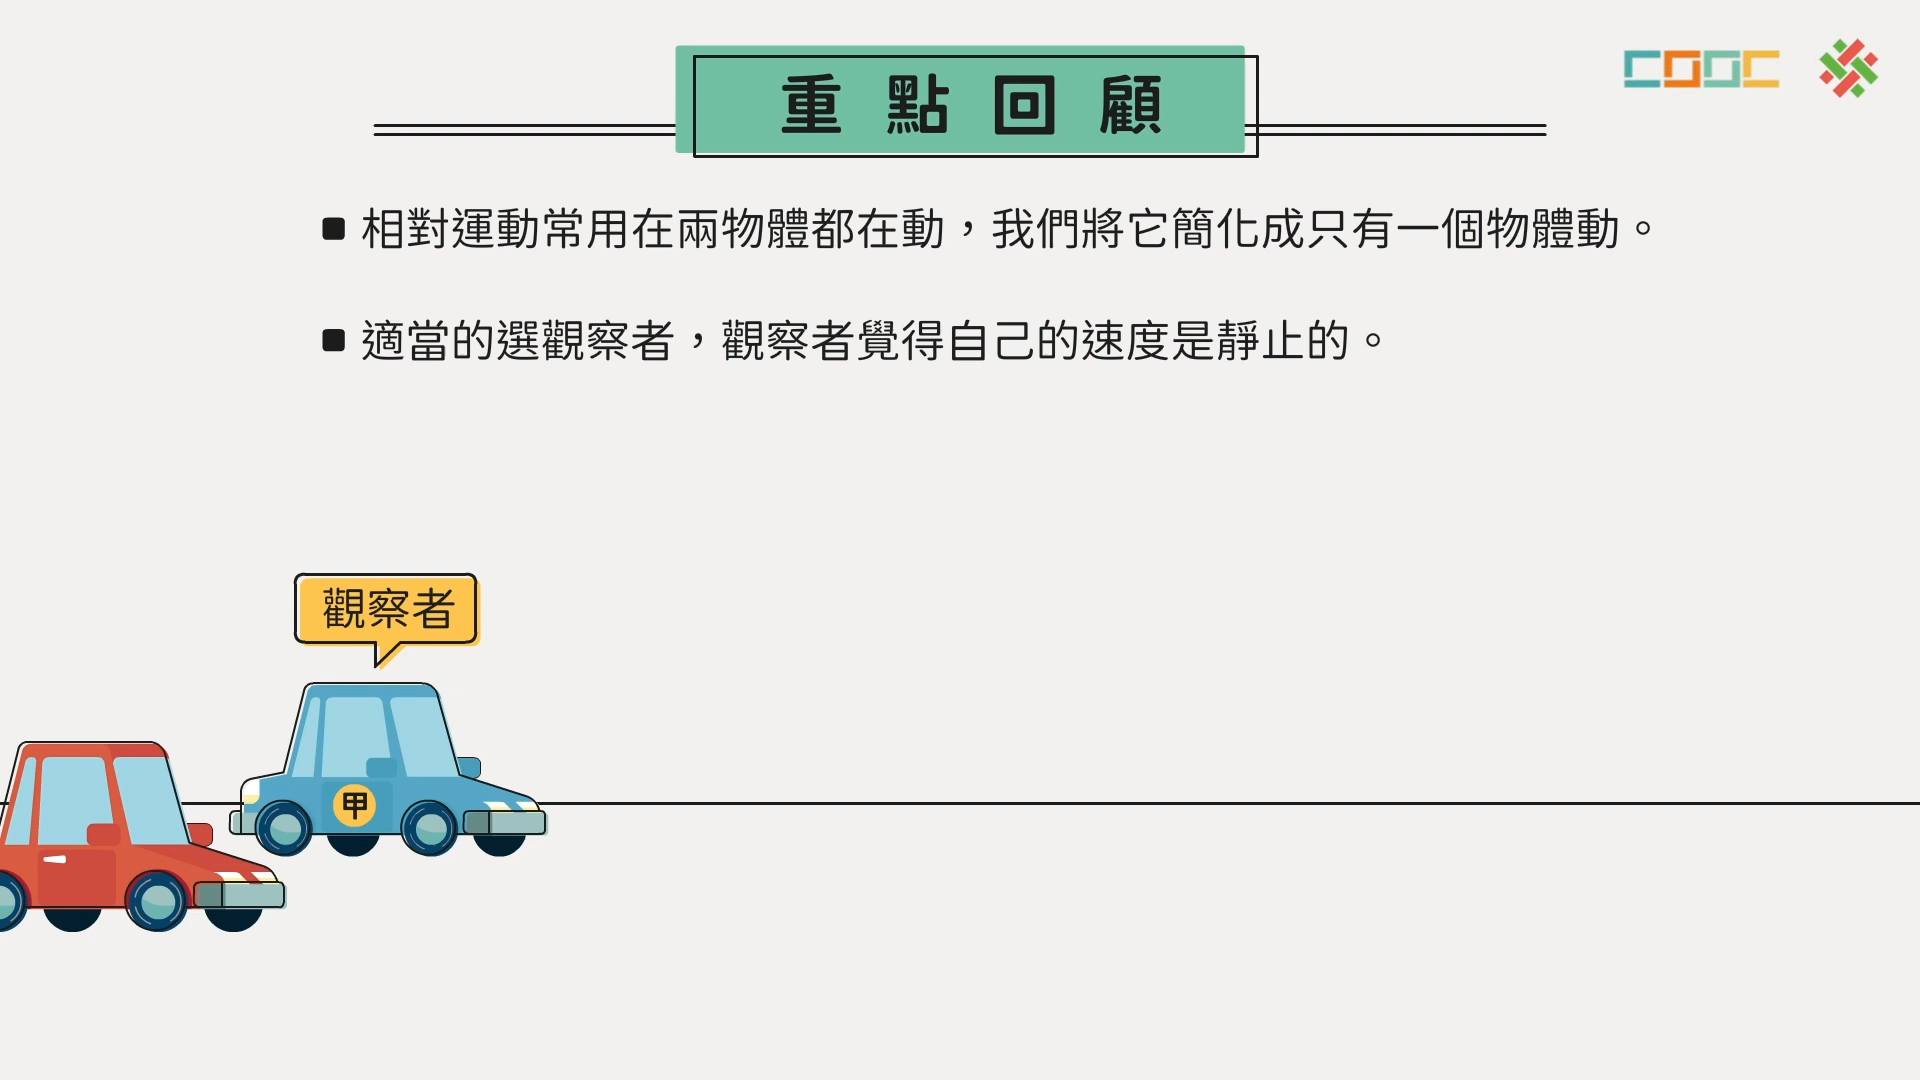 重點回顧
COOC
■ 相對運動常用在兩物體都在動，我們將它簡化成只有一個物體動。
■ 適當的選觀察者，觀察者覺得自己的速度是靜止的。
觀察者
甲